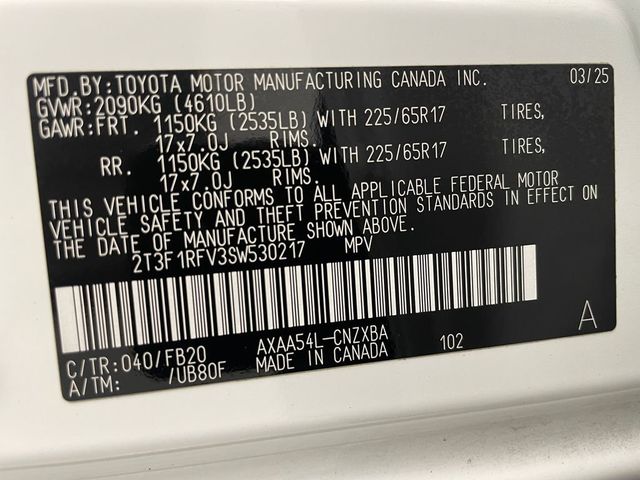 MFD.BY:TOYOTA MOTOR MANUFACTURING CANADA INC. 03/25
GVWR:2090KG (4610LB)
GAWR:FRT. 1150KG (2535LB) WITH 225/65R17 TIRES,
17x7.0J RIMS.
RR. 1150KG (2535LB) WITH 225/65R17 TIRES,
17x7.0J RIMS.
THIS VEHICLE CONFORMS TO ALL APPLICABLE FEDERAL MOTOR
VEHICLE SAFETY AND THEFT PREVENTION STANDARDS IN EFFECT ON
THE DATE OF MANUFACTURE SHOWN ABOVE.
2T3F1RFV3SW530217 MPV
A
C/TR:040/FB20 AXAA54L-CNZXBA 102
A/TM: /UB80F MADE IN CANADA